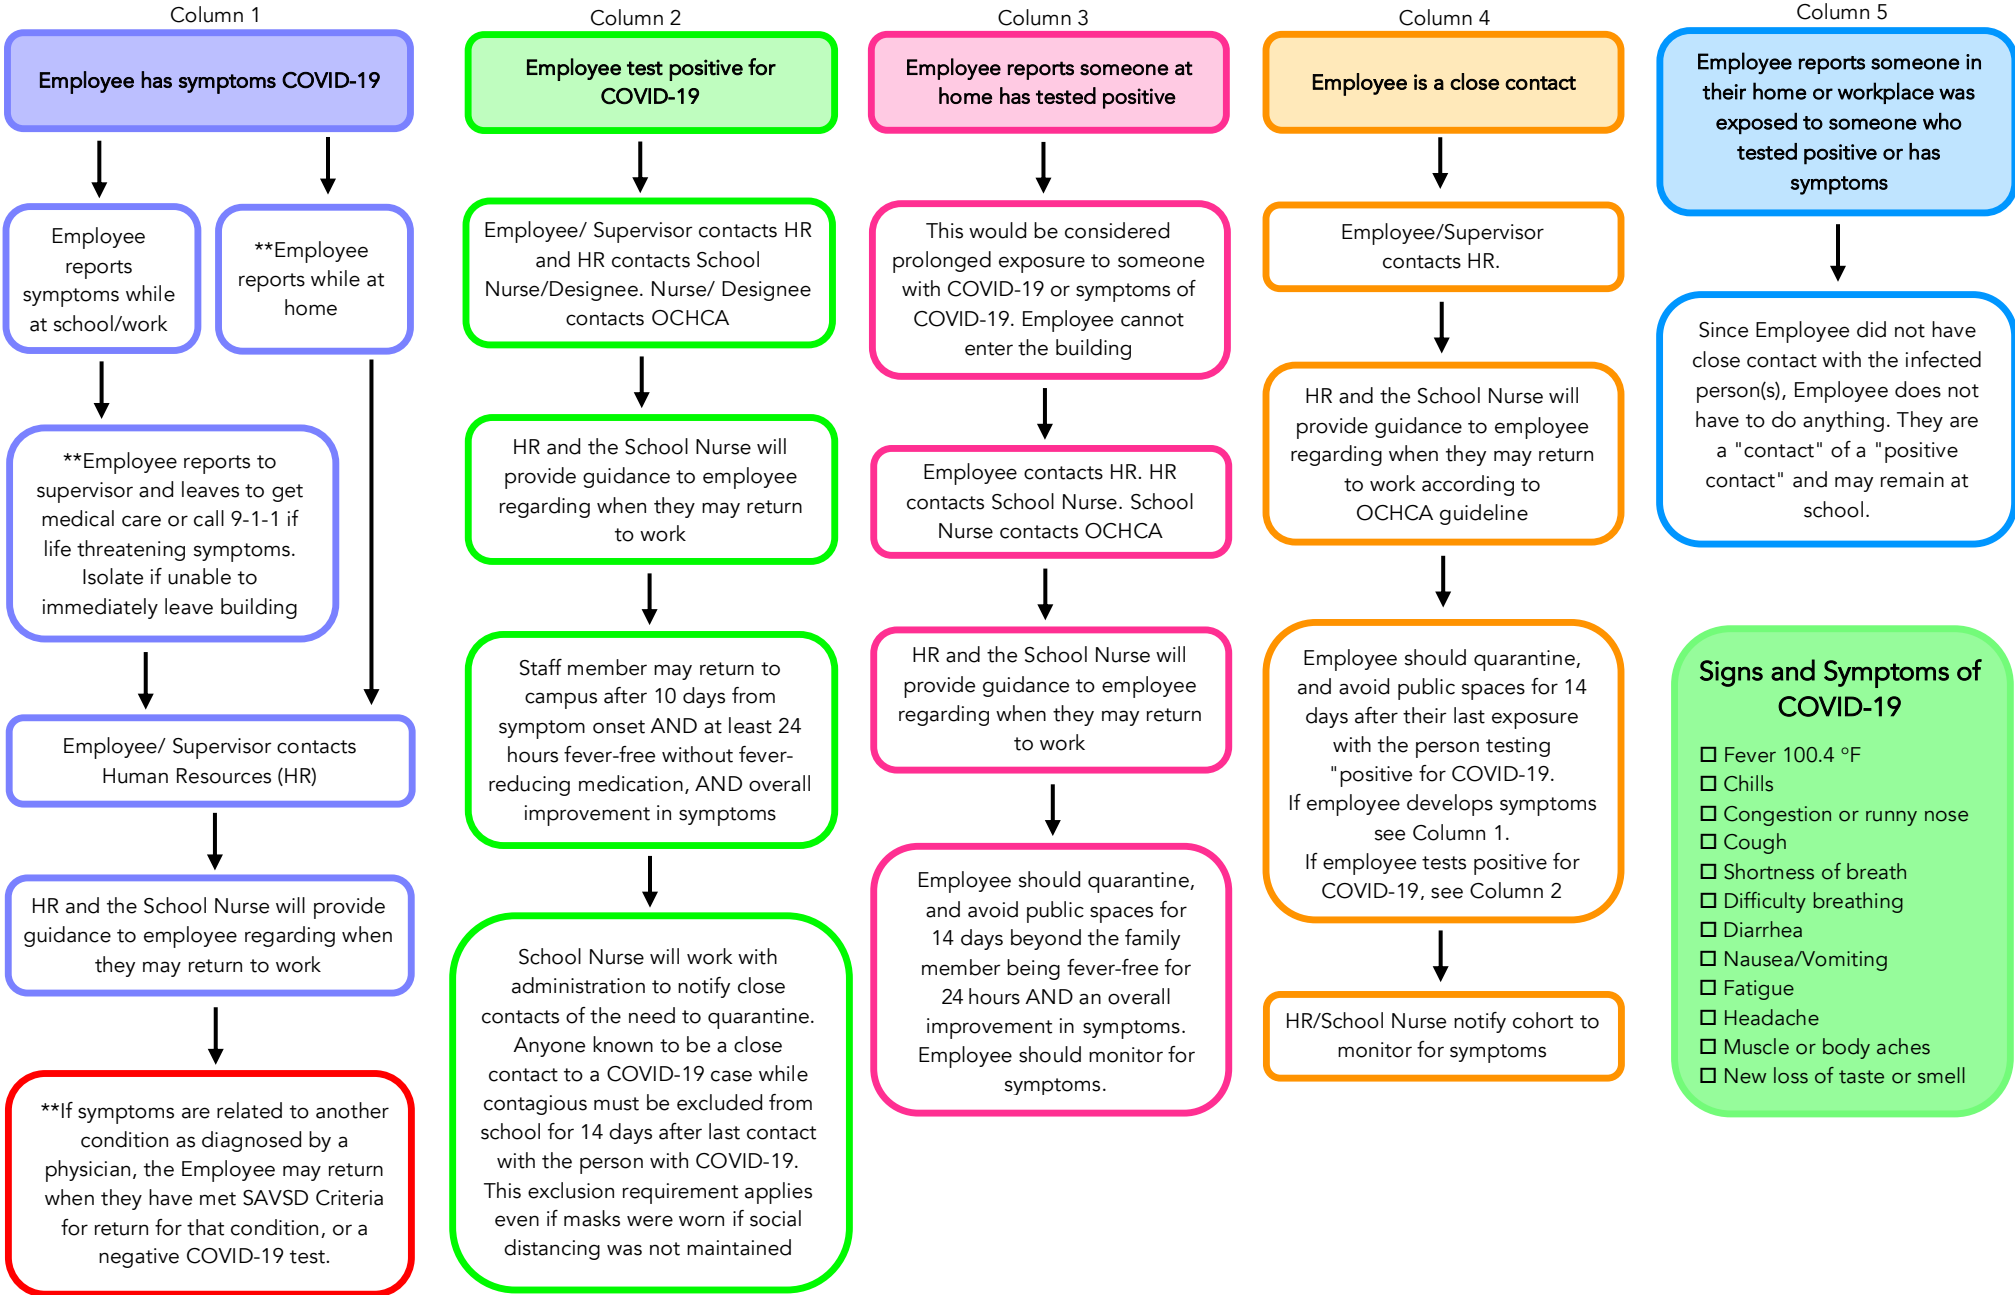 Column 1
Employee has symptoms COVID-19
Employee
reports
symptoms while
at school/work
**Employee
reports while at
home
**Employee reports to
supervisor and leaves to get
medical care or call 9-1-1 if
life threatening symptoms.
Isolate if unable to
immediately leave building
Employee/ Supervisor contacts
Human Resources (HR)
HR and the School Nurse will provide
guidance to employee regarding when
they may return to work
**If symptoms are related to another
condition as diagnosed by a
physician, the Employee may return
when they have met SAVSD Criteria
for return for that condition, or a
negative COVID-19 test.
Column 2
Employee test positive for
COVID-19
Employee/ Supervisor contacts HR
and HR contacts School
Nurse/Designee. Nurse/ Designee
contacts OCHCA
HR and the School Nurse will
provide guidance to employee
regarding when they may return
to work
Staff member may return to
campus after 10 days from
symptom onset AND at least 24
hours fever-free without fever-
reducing medication, AND overall
improvement in symptoms
School Nurse will work with
administration to notify close
contacts of the need to quarantine.
Anyone known to be a close
contact to a COVID-19 case while
contagious must be excluded from
school for 14 days after last contact
with the person with COVID-19.
This exclusion requirement applies
even if masks were worn if social
distancing was not maintained
Column 3
Employee reports someone at
home has tested positive
This would be considered
prolonged exposure to someone
with COVID-19 or symptoms of
COVID-19. Employee cannot
enter the building
Employee contacts HR. HR
contacts School Nurse. School
Nurse contacts OCHCA
HR and the School Nurse will
provide guidance to employee
regarding when they may return
to work
Employee should quarantine,
and avoid public spaces for
14 days beyond the family
member being fever-free for
24 hours AND an overall
improvement in symptoms.
Employee should monitor for
symptoms.
Column 4
Employee is a close contact
Employee/Supervisor
contacts HR.
HR and the School Nurse will
provide guidance to employee
regarding when they may return
to work according to
OCHCA guideline
Employee should quarantine,
and avoid public spaces for 14
days after their last exposure
with the person testing
"positive for COVID-19.
If employee develops symptoms
see Column 1.
If employee tests positive for
COVID-19, see Column 2
HR/School Nurse notify cohort to
monitor for symptoms
Column 5
Employee reports someone in
their home or workplace was
exposed to someone who
tested positive or has
symptoms
Since Employee did not have
close contact with the infected
person(s), Employee does not
have to do anything. They are
a "contact" of a "positive
contact" and may remain at
school.
Signs and Symptoms of
COVID-19
☐ Fever 100.4 ºF
☐ Chills
☐ Congestion or runny nose
☐ Cough
☐ Shortness of breath
☐ Difficulty breathing
☐ Diarrhea
☐ Nausea/Vomiting
☐ Fatigue
☐ Headache
☐ Muscle or body aches
☐ New loss of taste or smell